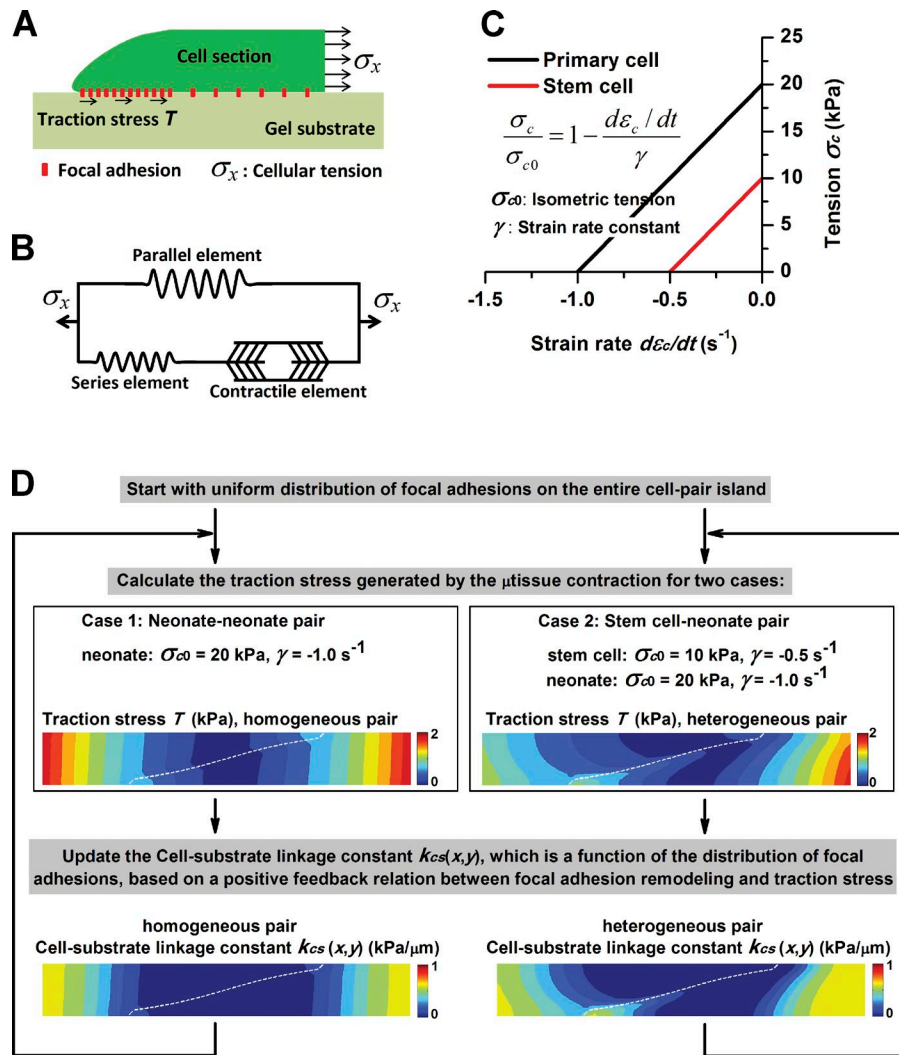 A
Cell section
σx
Traction stress T
Gel substrate
Focal adhesion
σx : Cellular tension
B
Parallel element
σx
σx
Series element
Contractile element
C
Primary cell
Stem cell
σc/σc0 = 1 − (dεc/dt)/γ
σc0: Isometric tension
γ : Strain rate constant
25
20
15
10
5
0
Tension σc (kPa)
-1.5
-1.0
-0.5
0.0
Strain rate dεc/dt (s⁻¹)
D
Start with uniform distribution of focal adhesions on the entire cell-pair island
Calculate the traction stress generated by the μtissue contraction for two cases:
Case 1: Neonate-neonate pair
neonate: σc0 = 20 kPa, γ = -1.0 s⁻¹
Traction stress T (kPa), homogeneous pair
2
0
Case 2: Stem cell-neonate pair
stem cell: σc0 = 10 kPa, γ = -0.5 s⁻¹
neonate: σc0 = 20 kPa, γ = -1.0 s⁻¹
Traction stress T (kPa), heterogeneous pair
2
0
Update the Cell-substrate linkage constant kcs(x,y), which is a function of the distribution of focal
adhesions, based on a positive feedback relation between focal adhesion remodeling and traction stress
homogeneous pair
Cell-substrate linkage constant kcs (x,y) (kPa/μm)
1
0
heterogeneous pair
Cell-substrate linkage constant kcs (x,y) (kPa/μm)
1
0